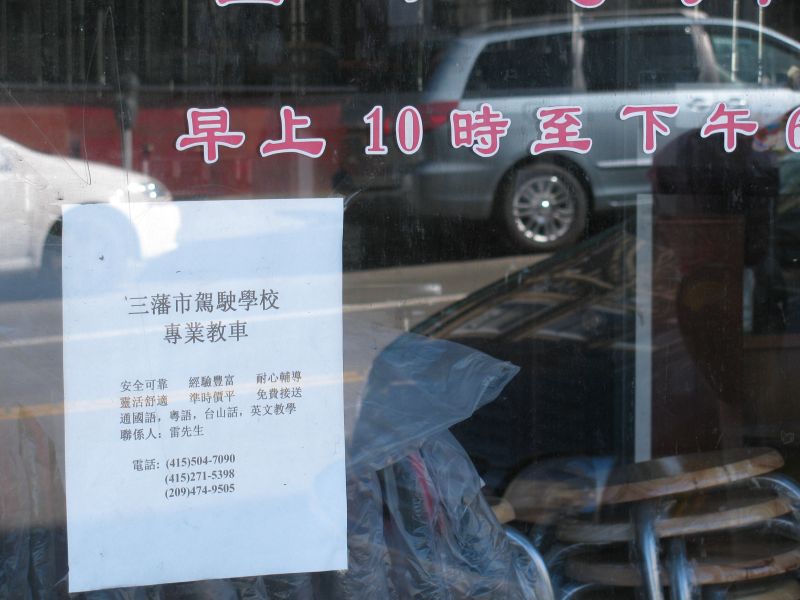 早上10時至下午6
三藩市駕駛學校
專業教車
安全可靠 經驗豐富 耐心輔導
靈活舒適 準時價平 免費接送
通國語，粵語，台山話，英文教學
聯係人：雷先生
電話：(415)504-7090
(415)271-5398
(209)474-9505